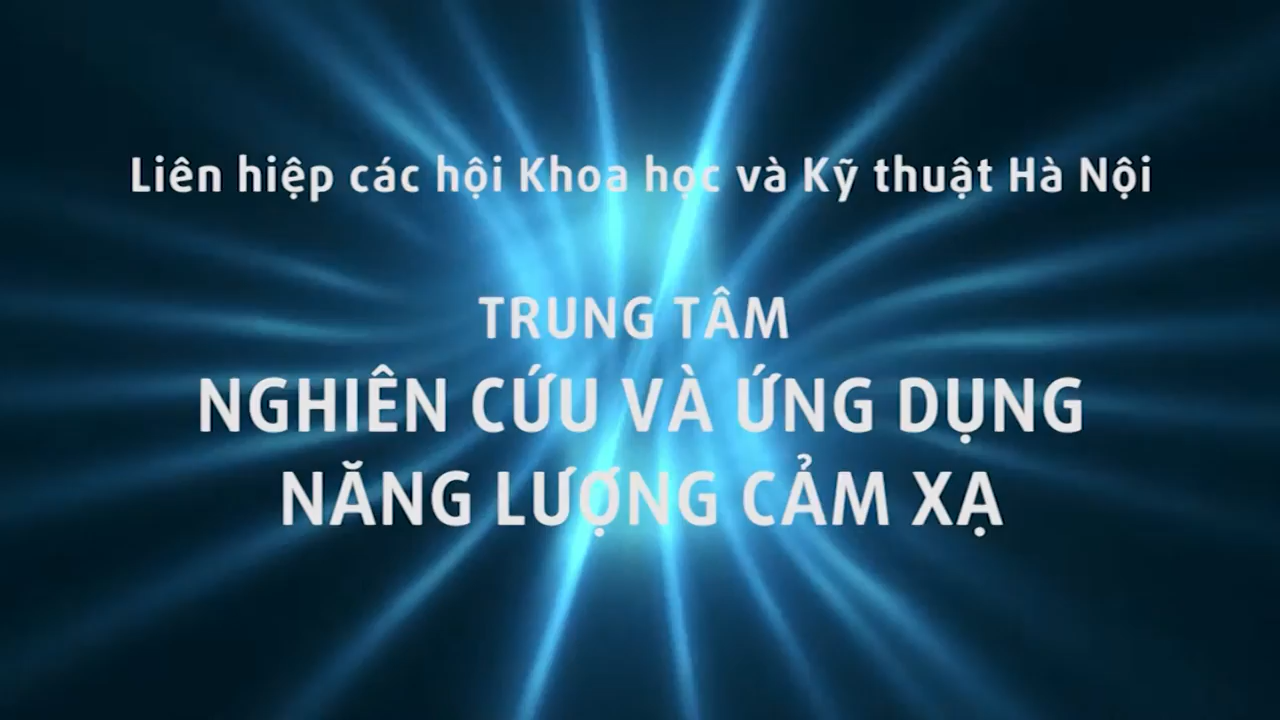 Liên hiệp các hội Khoa học và Kỹ thuật Hà Nội
TRUNG TÂM
NGHIÊN CỨU VÀ ỨNG DỤNG
NĂNG LƯỢNG CẢM XẠ